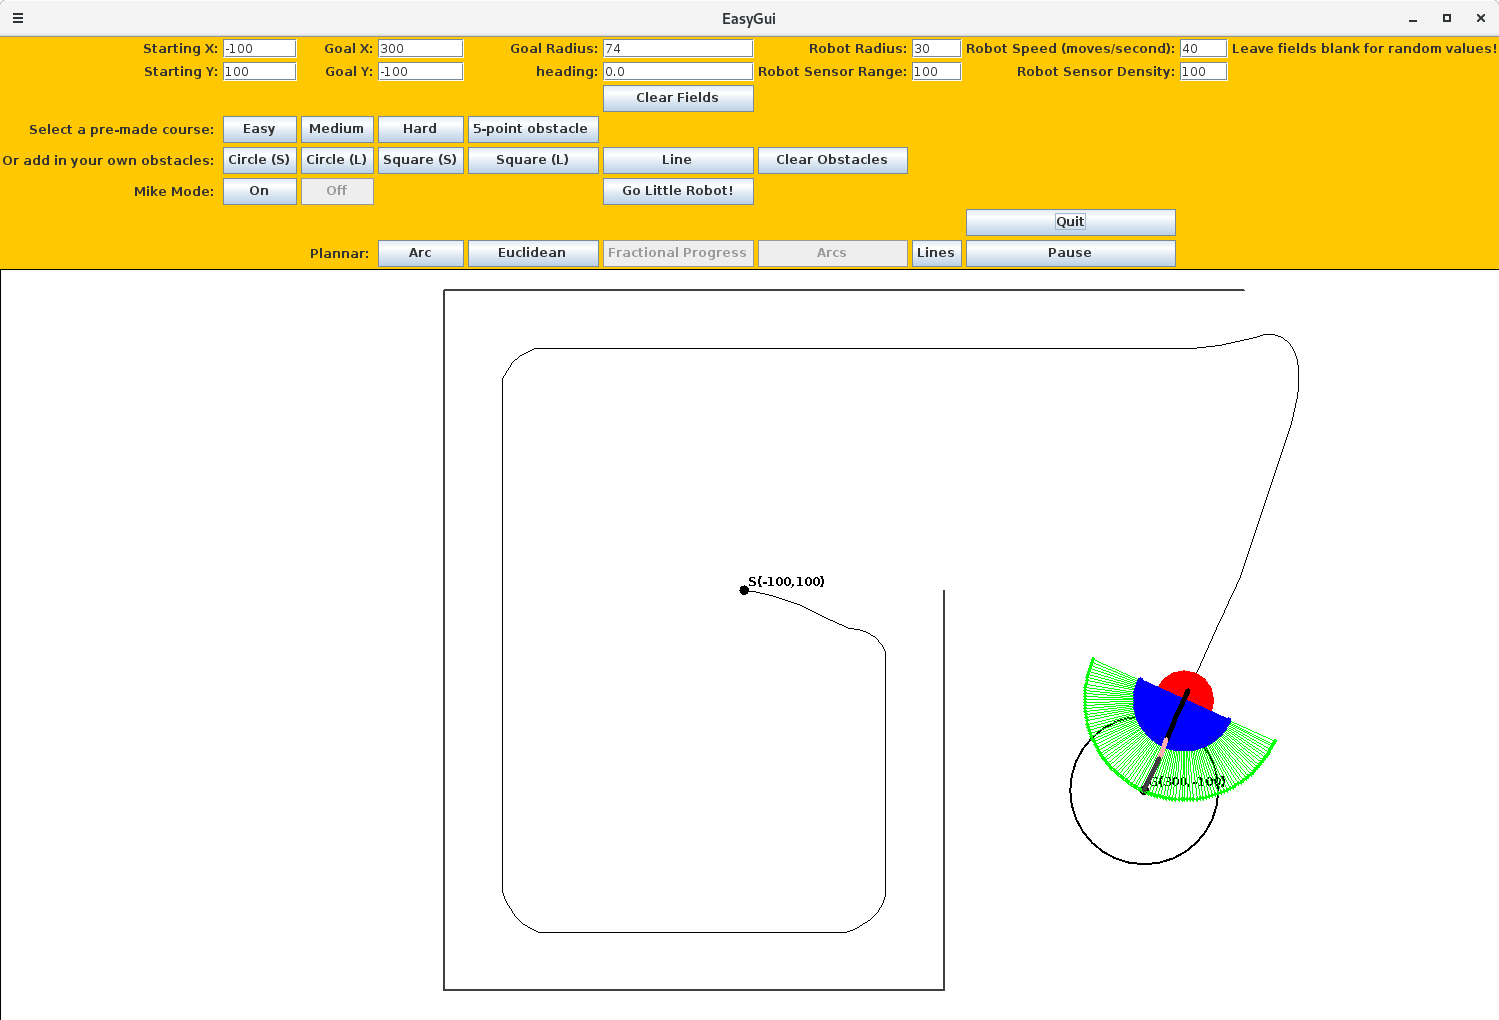 EasyGui
Starting X: -100 Goal X: 300 Goal Radius: 74 Robot Radius: 30 Robot Speed (moves/second): 40 Leave fields blank for random values!
Starting Y: 100 Goal Y: -100 heading: 0.0 Robot Sensor Range: 100 Robot Sensor Density: 100
Clear Fields
Select a pre-made course: Easy Medium Hard 5-point obstacle
Or add in your own obstacles: Circle (S) Circle (L) Square (S) Square (L) Line Clear Obstacles
Mike Mode: On Off Go Little Robot!
Quit
Plannar: Arc Euclidean Fractional Progress Arcs Lines Pause
S(-100,100)
G(300,-100)